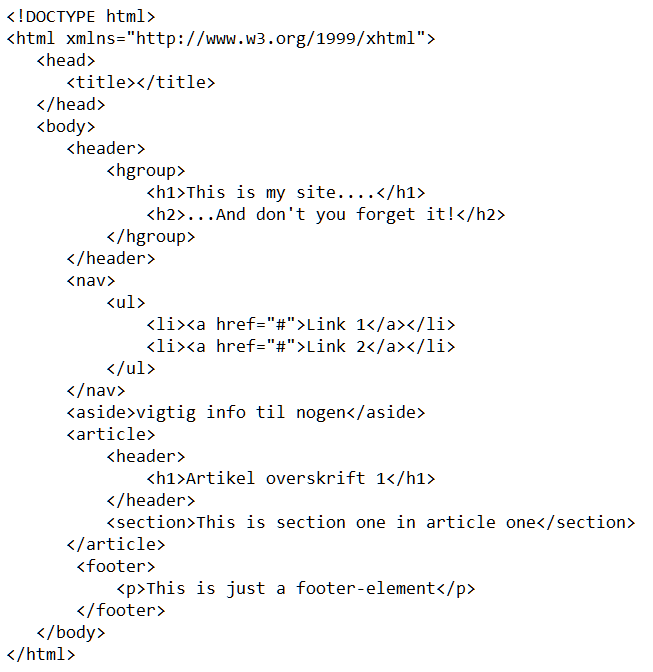 <!DOCTYPE html>
<html xmlns="http://www.w3.org/1999/xhtml">
   <head>
      <title></title>
   </head>
   <body>
      <header>
          <hgroup>
              <h1>This is my site....</h1>
              <h2>...And don't you forget it!</h2>
          </hgroup>
      </header>
      <nav>
          <ul>
              <li><a href="#">Link 1</a></li>
              <li><a href="#">Link 2</a></li>
          </ul>
      </nav>
      <aside>vigtig info til nogen</aside>
      <article>
          <header>
              <h1>Artikel overskrift 1</h1>
          </header>
          <section>This is section one in article one</section>
      </article>
       <footer>
           <p>This is just a footer-element</p>
       </footer>
   </body>
</html>